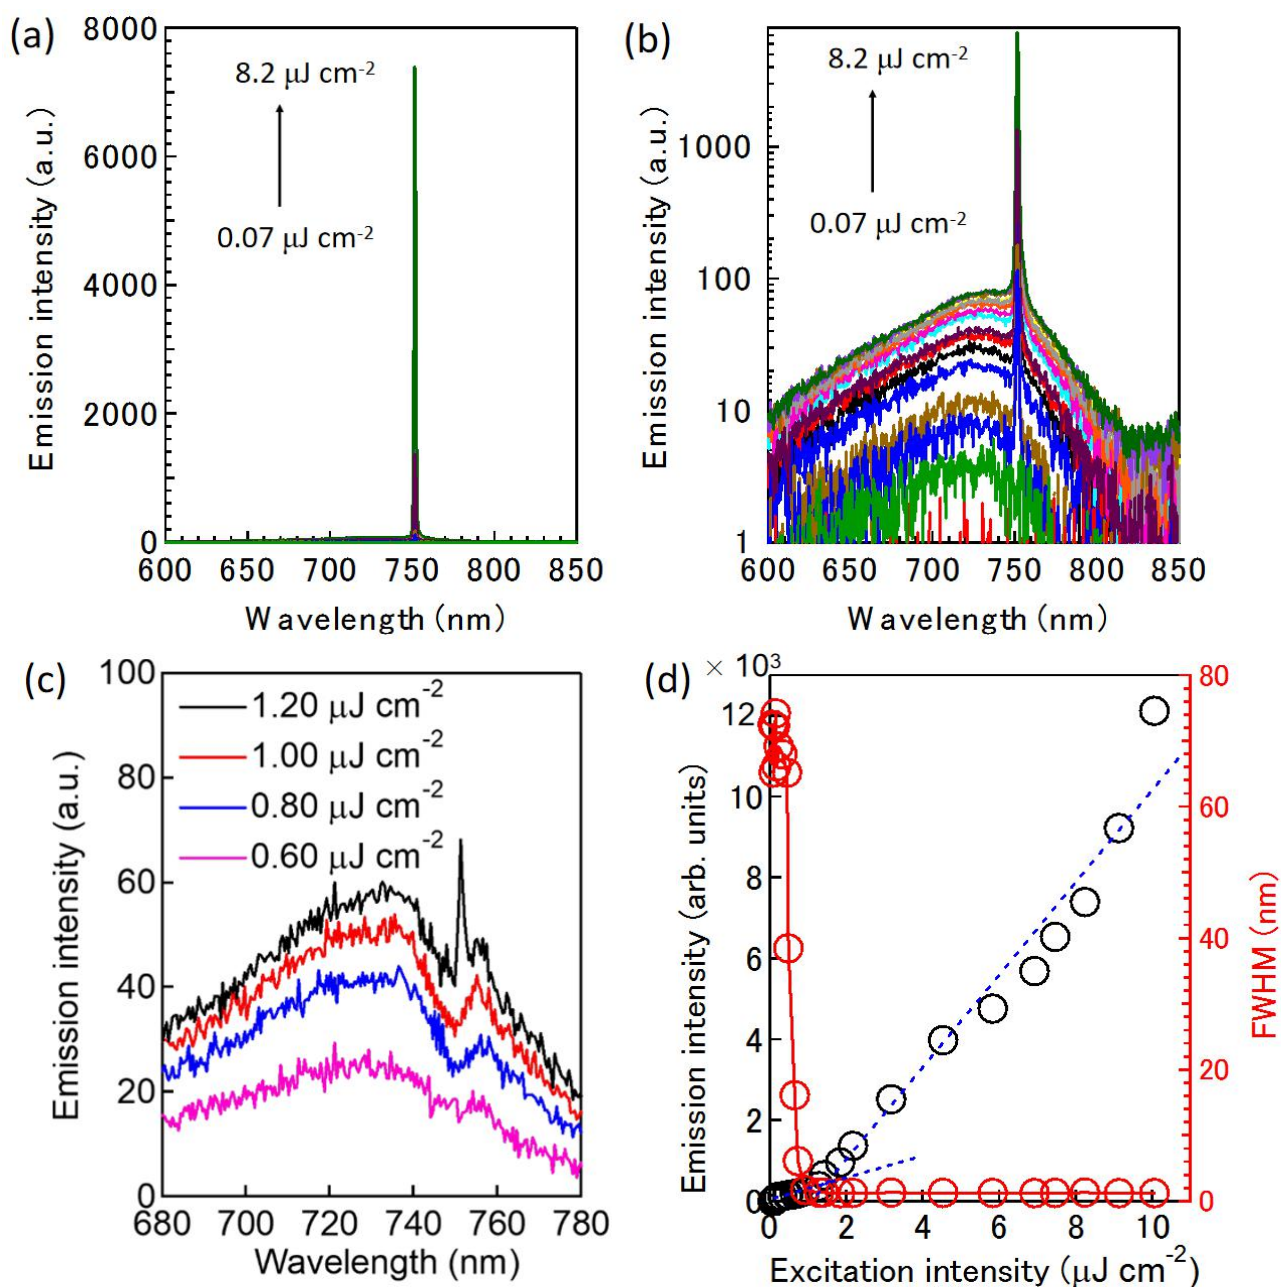 (a)
8000
6000
4000
2000
0
Emission intensity (a.u.)
8.2 μJ cm-2
0.07 μJ cm-2
600 650 700 750 800 850
Wavelength (nm)
(b)
1000
100
10
1
Emission intensity (a.u.)
8.2 μJ cm-2
0.07 μJ cm-2
600 650 700 750 800 850
Wavelength (nm)
(c)
100
80
60
40
20
0
Emission intensity (a.u.)
1.20 μJ cm-2
1.00 μJ cm-2
0.80 μJ cm-2
0.60 μJ cm-2
680 700 720 740 760 780
Wavelength (nm)
(d)
× 103
12
10
8
6
4
2
0
Emission intensity (arb. units)
80
60
40
20
0
FWHM (nm)
0 2 4 6 8 10
Excitation intensity (μJ cm-2)